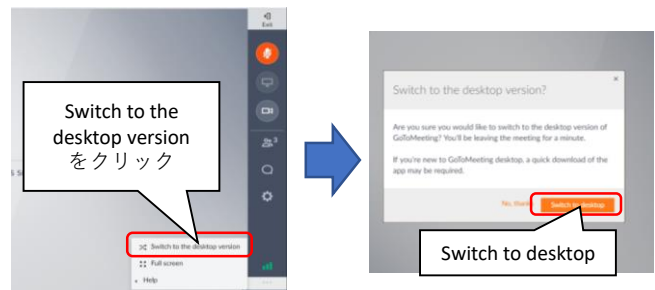 Exit
3
Switch to the
desktop version
をクリック
Switch to the desktop version
Full screen
Help
Switch to the desktop version?
Are you sure you would like to switch to the desktop version of
GoToMeeting? You'll be leaving the meeting for a minute.
If you're new to GoToMeeting desktop, a quick download of the
app may be required.
No, thanks
Switch to desktop
Switch to desktop